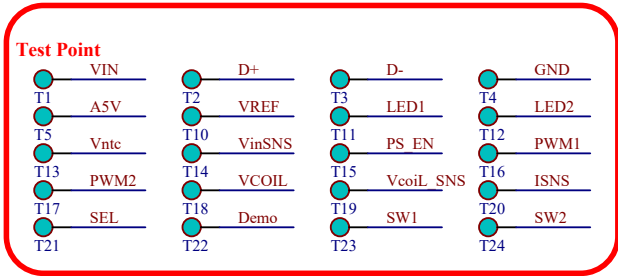 Test Point
VIN D+ D- GND
T1 T2 T3 T4
A5V VREF LED1 LED2
T5 T10 T11 T12
Vntc VinSNS PS_EN PWM1
T13 T14 T15 T16
PWM2 VCOIL VcoiL_SNS ISNS
T17 T18 T19 T20
SEL Demo SW1 SW2
T21 T22 T23 T24